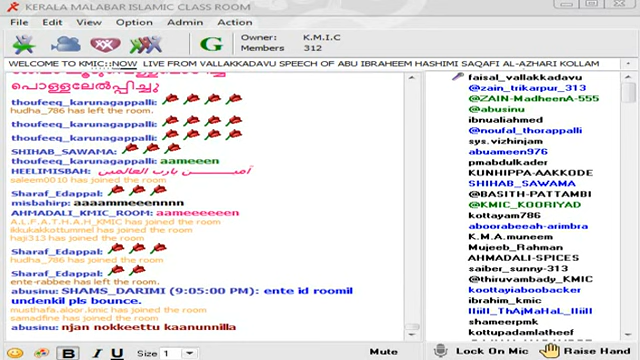 KERALA MALABAR ISLAMIC CLASS ROOM
File Edit View Options Admin Action
G
Owner: K.M.I.C
Members 312
WELCOME TO KMIC::NOW LIVE FROM VALLAKKADAVU SPEECH OF ABU IBRAHEEM HASHIMI SAQAFI AL-AZHARI KOLLAM
പൊള്ളലേൽപ്പിച്ചു
thoufeeq_karunagappalli:
hudha_786 has left the room.
thoufeeq_karunagappalli:
thoufeeq_karunagappalli:
SHIHAB_SAWAMA:
thoufeeq_karunagappalli: aameeen
HEELIMISBAH: آميـــــن يارب العالميــن
saleem0010 has joined the room
Sharaf_Edappal:
misbahirp: aaaammeeeennnn
AHMADALI_KMIC_ROOM: aameeeeeeen
A_L_F_A_T_H_A_H_KMIC has joined the room
ikkukakkottummel has joined the room
haji313 has joined the room
Sharaf_Edappal:
hudha_786 has joined the room
Sharaf_Edappal:
ente-rabbee has left the room
abusinu: SHAMS_DARIMI (9:05:00 PM): ente id roomil
undenkil pls bounce.
musthafa.aloor.kmic has joined the room
samadfine has joined the room
abusinu: njan nokkeettu kaanunnilla
faisal_vallakkadavu
@zain_trikarpur_313
@ZAIN-MadheenA-555
@abusinu
ibnualiahmed
@noufal_thorappalli
sys.vizhinjam
abuameen976
pmabdulkader
KUNHIPPA-AKKODE
SHIHAB_SAWAMA
@BASITH-PATTAMBI
@KMIC_KOORIYAD
kottayam786
aboorabeeah-arimbra
K.M.A.muneem
Mujeeb_Rahman
AHMADALI-SPICES
saiber_sunny-313
@thiruvambady_KMIC
koottayiaboobacker
ibrahim_kmic
shameerpmk
kottupadamlatheef
B I U Size 1 Mute Lock On Mic Raise Hand